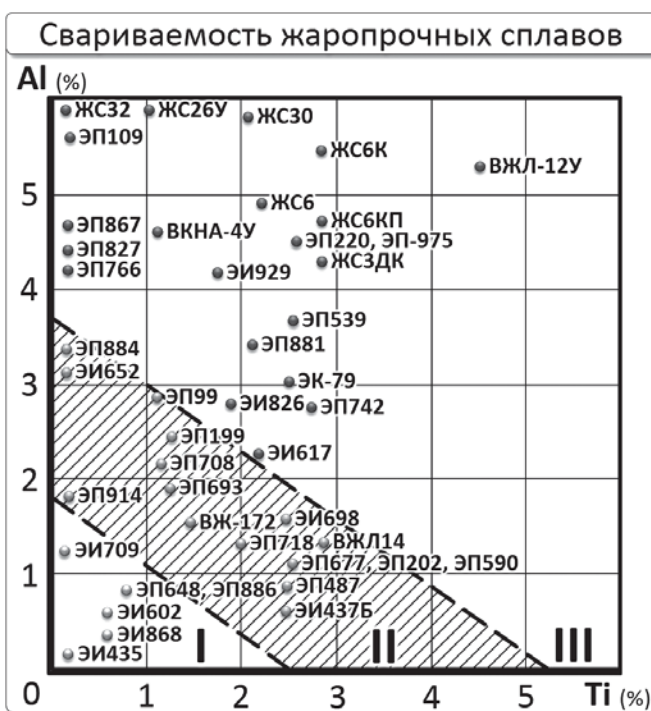 Свариваемость жаропрочных сплавов
Al (%)
ЖС32
ЖС26У
ЖС30
ЭП109
ЖС6К
ВЖЛ-12У
5
ЖС6
ЭП867
ВКНА-4У
ЖС6КП
ЭП827
ЭП220, ЭП-975
ЭП766
ЭИ929
ЖС3ДК
4
ЭП539
ЭП884
ЭП881
ЭИ652
ЭК-79
3
ЭП99
ЭИ826
ЭП742
ЭП199
ЭИ617
ЭП708
2
ЭП693
ЭП914
ВЖ-172
ЭИ698
ЭИ709
ЭП718
ВЖЛ14
ЭП677, ЭП202, ЭП590
1
ЭП648, ЭП886
ЭП487
ЭИ602
ЭИ437Б
ЭИ868
I
II
III
ЭИ435
0
1
2
3
4
5
Ti (%)